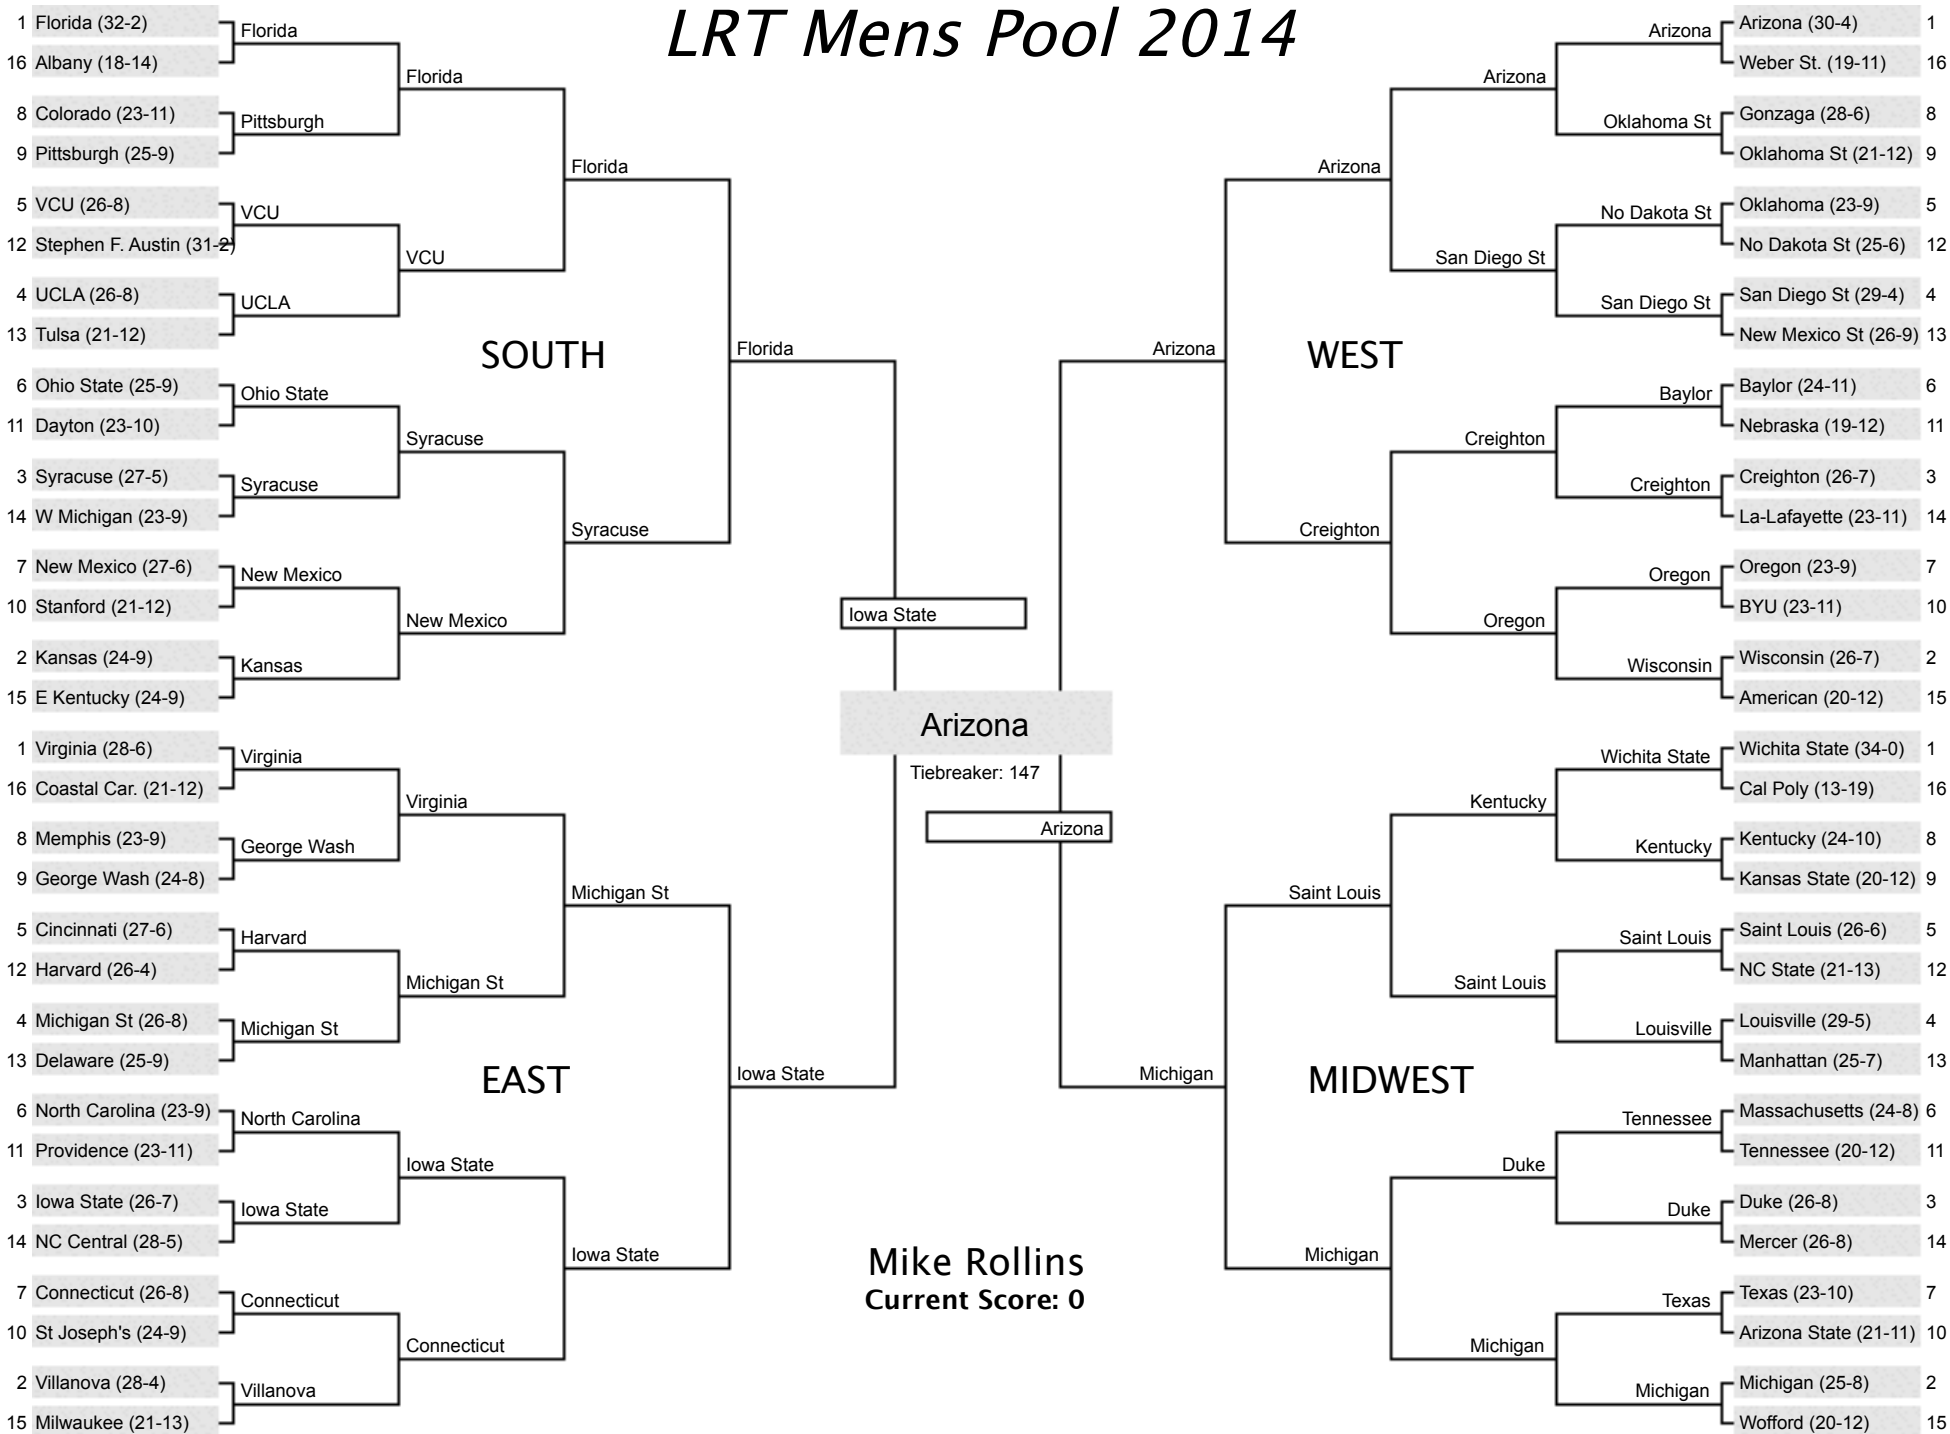 LRT Mens Pool 2014
1 Florida (32-2)
16 Albany (18-14)
8 Colorado (23-11)
9 Pittsburgh (25-9)
5 VCU (26-8)
12 Stephen F. Austin (31-2)
4 UCLA (26-8)
13 Tulsa (21-12)
6 Ohio State (25-9)
11 Dayton (23-10)
3 Syracuse (27-5)
14 W Michigan (23-9)
7 New Mexico (27-6)
10 Stanford (21-12)
2 Kansas (24-9)
15 E Kentucky (24-9)
Florida
Pittsburgh
VCU
UCLA
Ohio State
Syracuse
New Mexico
Kansas
Florida
VCU
Syracuse
New Mexico
Florida
Syracuse
SOUTH
Florida
1 Virginia (28-6)
16 Coastal Car. (21-12)
8 Memphis (23-9)
9 George Wash (24-8)
5 Cincinnati (27-6)
12 Harvard (26-4)
4 Michigan St (26-8)
13 Delaware (25-9)
6 North Carolina (23-9)
11 Providence (23-11)
3 Iowa State (26-7)
14 NC Central (28-5)
7 Connecticut (26-8)
10 St Joseph's (24-9)
2 Villanova (28-4)
15 Milwaukee (21-13)
Virginia
George Wash
Harvard
Michigan St
North Carolina
Iowa State
Connecticut
Villanova
Virginia
Michigan St
Iowa State
Connecticut
Michigan St
Iowa State
EAST
Iowa State
Iowa State
Arizona
Tiebreaker: 147
Arizona
Mike Rollins
Current Score: 0
Arizona (30-4) 1
Weber St. (19-11) 16
Gonzaga (28-6) 8
Oklahoma St (21-12) 9
Oklahoma (23-9) 5
No Dakota St (25-6) 12
San Diego St (29-4) 4
New Mexico St (26-9) 13
Baylor (24-11) 6
Nebraska (19-12) 11
Creighton (26-7) 3
La-Lafayette (23-11) 14
Oregon (23-9) 7
BYU (23-11) 10
Wisconsin (26-7) 2
American (20-12) 15
Arizona
Oklahoma St
No Dakota St
San Diego St
Baylor
Creighton
Oregon
Wisconsin
Arizona
San Diego St
Creighton
Oregon
Arizona
Creighton
WEST
Arizona
Wichita State (34-0) 1
Cal Poly (13-19) 16
Kentucky (24-10) 8
Kansas State (20-12) 9
Saint Louis (26-6) 5
NC State (21-13) 12
Louisville (29-5) 4
Manhattan (25-7) 13
Massachusetts (24-8) 6
Tennessee (20-12) 11
Duke (26-8) 3
Mercer (26-8) 14
Texas (23-10) 7
Arizona State (21-11) 10
Michigan (25-8) 2
Wofford (20-12) 15
Wichita State
Kentucky
Saint Louis
Louisville
Tennessee
Duke
Texas
Michigan
Kentucky
Saint Louis
Duke
Michigan
Saint Louis
Michigan
MIDWEST
Michigan